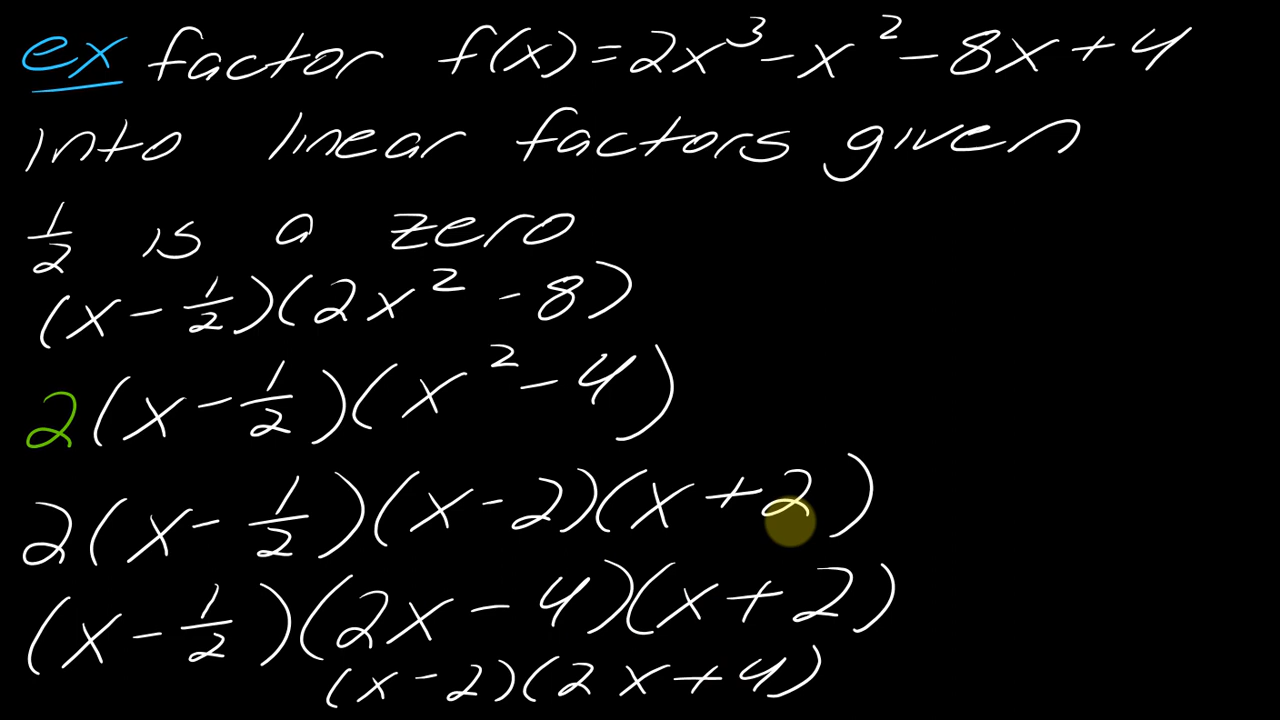 ex factor f(x)=2x³-x²-8x+4
into linear factors given
1/2 is a zero
(x-1/2)(2x²-8)
2(x-1/2)(x²-4)
2(x-1/2)(x-2)(x+2)
(x-1/2)(2x-4)(x+2)
(x-2)(2x+4)